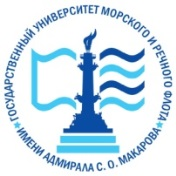 ГОСУДАРСТВЕННЫЙ УНИВЕРСИТЕТ МОРСКОГО И РЕЧНОГО ФЛОТА
ИМЕНИ АДМИРАЛА С. О. МАКАРОВА